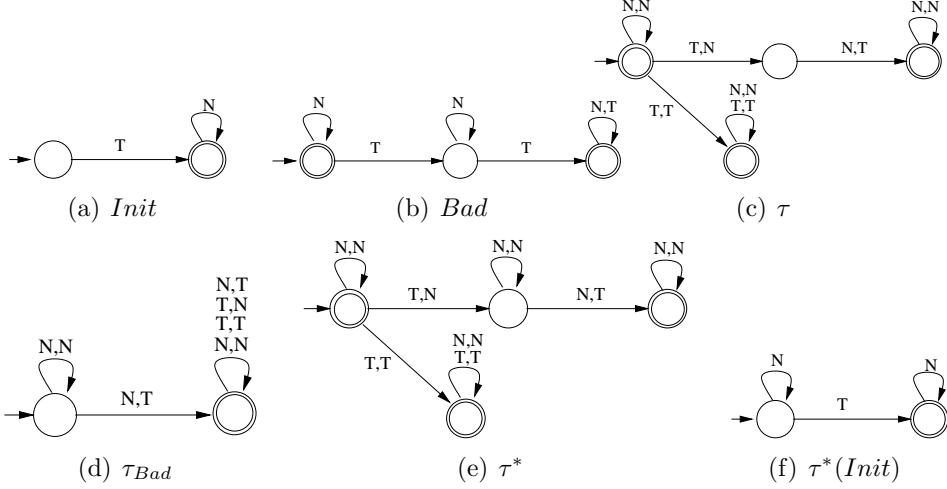 N,N
N,N
T,N
N,T
N
N
N
N,T
T,T
N,N
T,T
T
T
T
(a) Init
(b) Bad
(c) τ
N,N
N,N
N,N
N,T
T,N
T,T
N,N
T,N
N,T
N,N
N,N
T,T
T,T
N
N
N,T
T
(d) τ_Bad
(e) τ*
(f) τ*(Init)